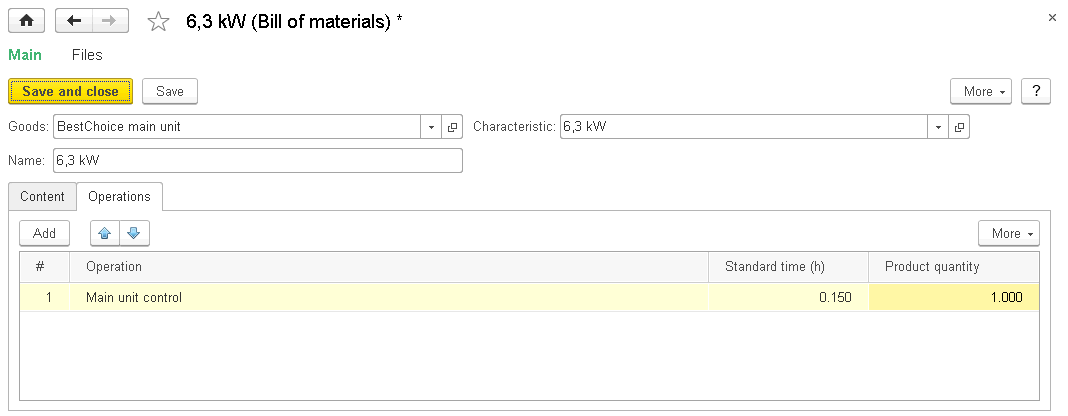 6,3 kW (Bill of materials) *
Main Files
Save and close Save More ?
Goods: BestChoice main unit Characteristic: 6,3 kW
Name: 6,3 kW
Content Operations
Add More
# Operation Standard time (h) Product quantity
1 Main unit control 0.150 1.000